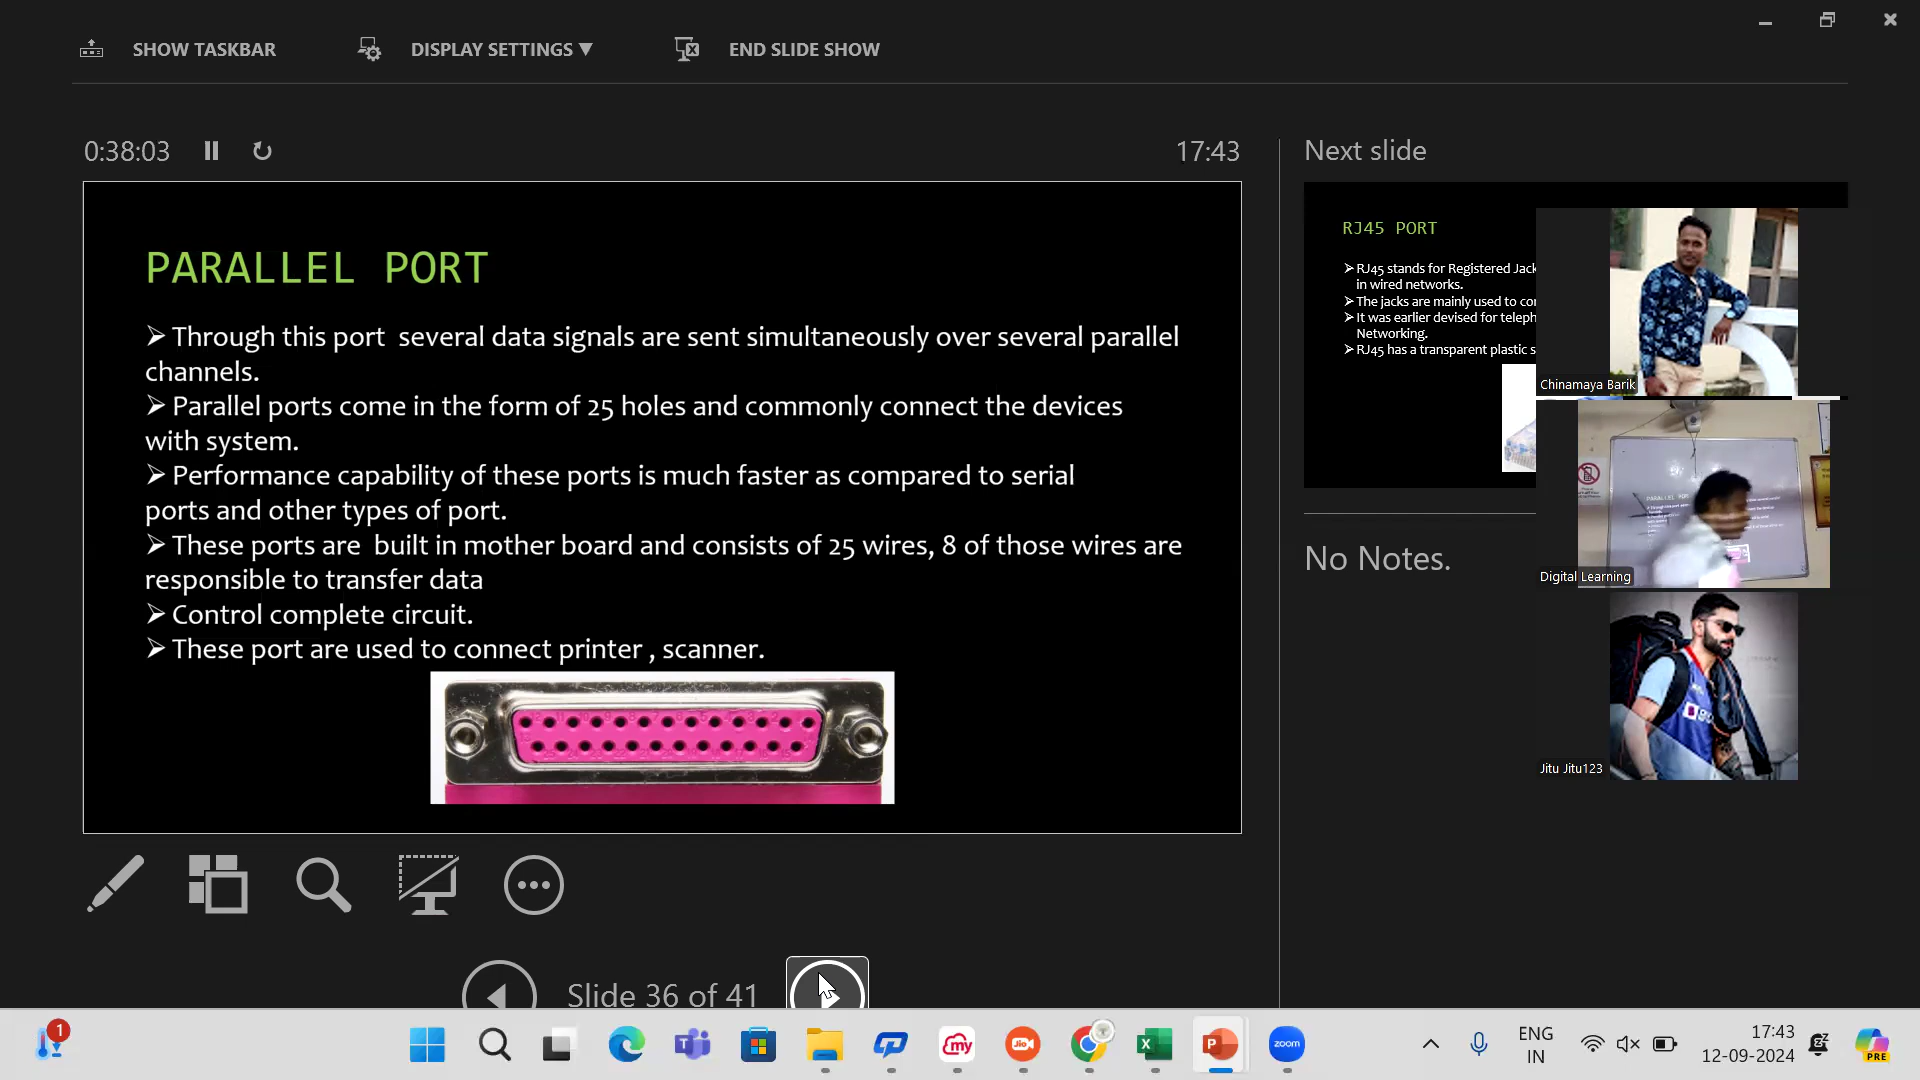 SHOW TASKBAR
DISPLAY SETTINGS ▼
END SLIDE SHOW
0:38:03
17:43
PARALLEL PORT
➢ Through this port several data signals are sent simultaneously over several parallel
channels.
➢ Parallel ports come in the form of 25 holes and commonly connect the devices
with system.
➢ Performance capability of these ports is much faster as compared to serial
ports and other types of port.
➢ These ports are built in mother board and consists of 25 wires, 8 of those wires are
responsible to transfer data
➢ Control complete circuit.
➢ These port are used to connect printer , scanner.
Slide 36 of 41
Next slide
RJ45 PORT
➢ RJ45 stands for Registered Jack
in wired networks.
➢ The jacks are mainly used to
➢ It was earlier devised for
Networking.
➢ RJ45 has a transparent plastic
No Notes.
Chinamaya Barik
PARALLEL
Digital Learning
Jitu Jitu123
1
my
Jio
X
P
zoom
ENG
IN
17:43
12-09-2024
PRE